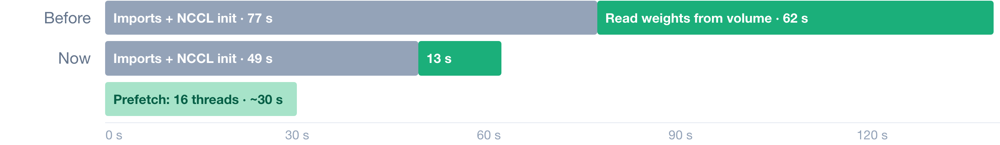 Before
Imports + NCCL init · 77 s
Read weights from volume · 62 s
Now
Imports + NCCL init · 49 s
13 s
Prefetch: 16 threads · ~30 s
0 s
30 s
60 s
90 s
120 s